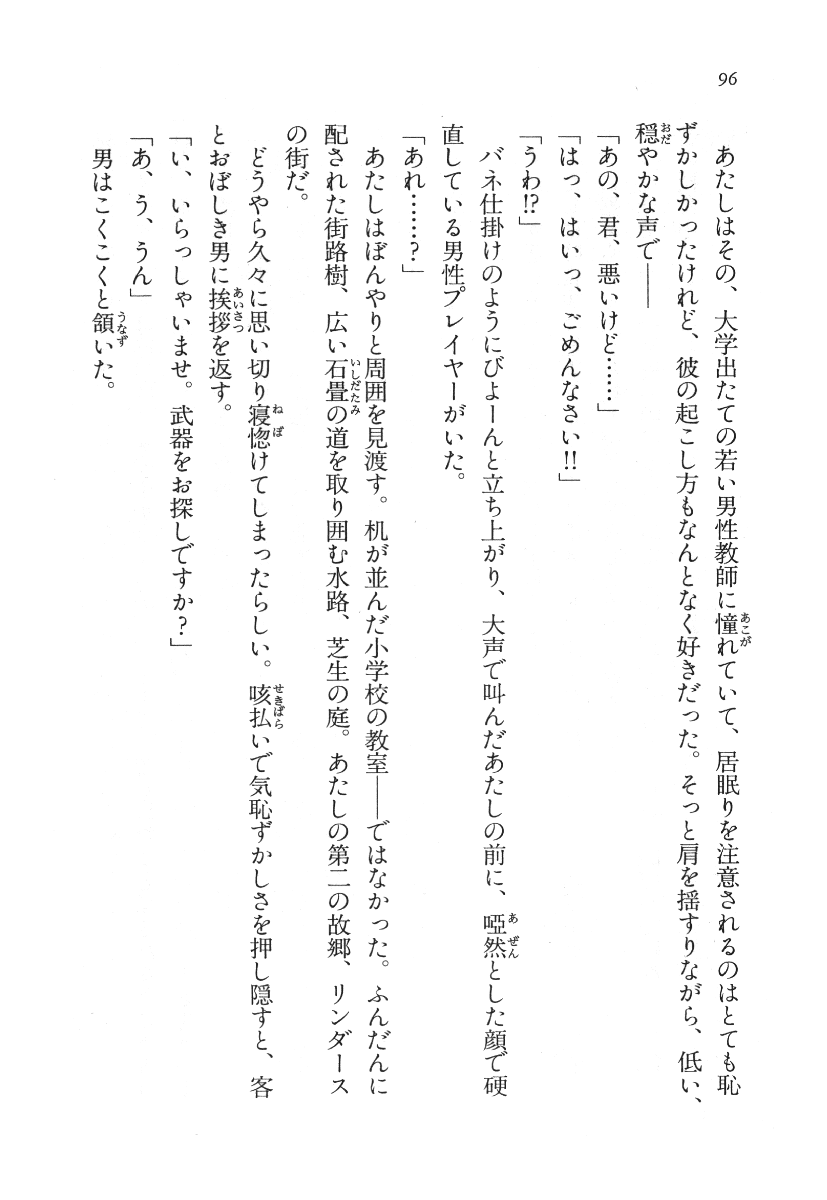 96
あたしはその、大学出たての若い男性教師に憧れていて、居眠りを注意されるのはとても恥
ずかしかったけれど、彼の起こし方もなんとなく好きだった。そっと肩を揺すりながら、低い、
穏やかな声で――
「あの、君、悪いけど……」
「はっ、はいっ、ごめんなさい!!」
「うわ!?」
バネ仕掛けのようにびよーんと立ち上がり、大声で叫んだあたしの前に、啞然とした顔で硬
直している男性プレイヤーがいた。
「あれ……?」
あたしはぼんやりと周囲を見渡す。机が並んだ小学校の教室――ではなかった。ふんだんに
配された街路樹、広い石畳の道を取り囲む水路、芝生の庭。あたしの第二の故郷、リンダース
の街だ。
どうやら久々に思い切り寝惚けてしまったらしい。咳払いで気恥ずかしさを押し隠すと、客
とおぼしき男に挨拶を返す。
「い、いらっしゃいませ。武器をお探しですか?」
「あ、う、うん」
男はこくこくと頷いた。